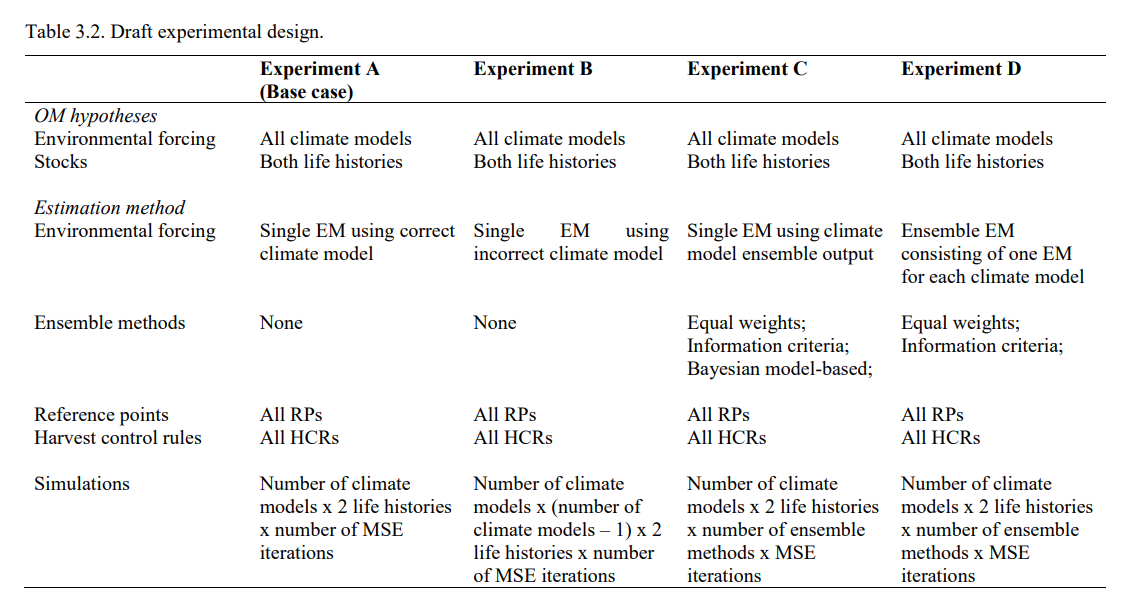 Table 3.2. Draft experimental design.
Experiment A Experiment B Experiment C Experiment D
(Base case)
OM hypotheses
Environmental forcing All climate models All climate models All climate models All climate models
Stocks Both life histories Both life histories Both life histories Both life histories
Estimation method
Environmental forcing Single EM using correct Single EM using Single EM using climate Ensemble EM
climate model incorrect climate model model ensemble output consisting of one EM
for each climate model
Ensemble methods None None Equal weights; Equal weights;
Information criteria; Information criteria;
Bayesian model-based;
Reference points All RPs All RPs All RPs All RPs
Harvest control rules All HCRs All HCRs All HCRs All HCRs
Simulations Number of climate Number of climate Number of climate Number of climate
models x 2 life histories models x (number of models x 2 life histories models x 2 life histories
x number of MSE climate models – 1) x 2 x number of ensemble x number of ensemble
iterations life histories x number methods x MSE methods x MSE
of MSE iterations iterations iterations